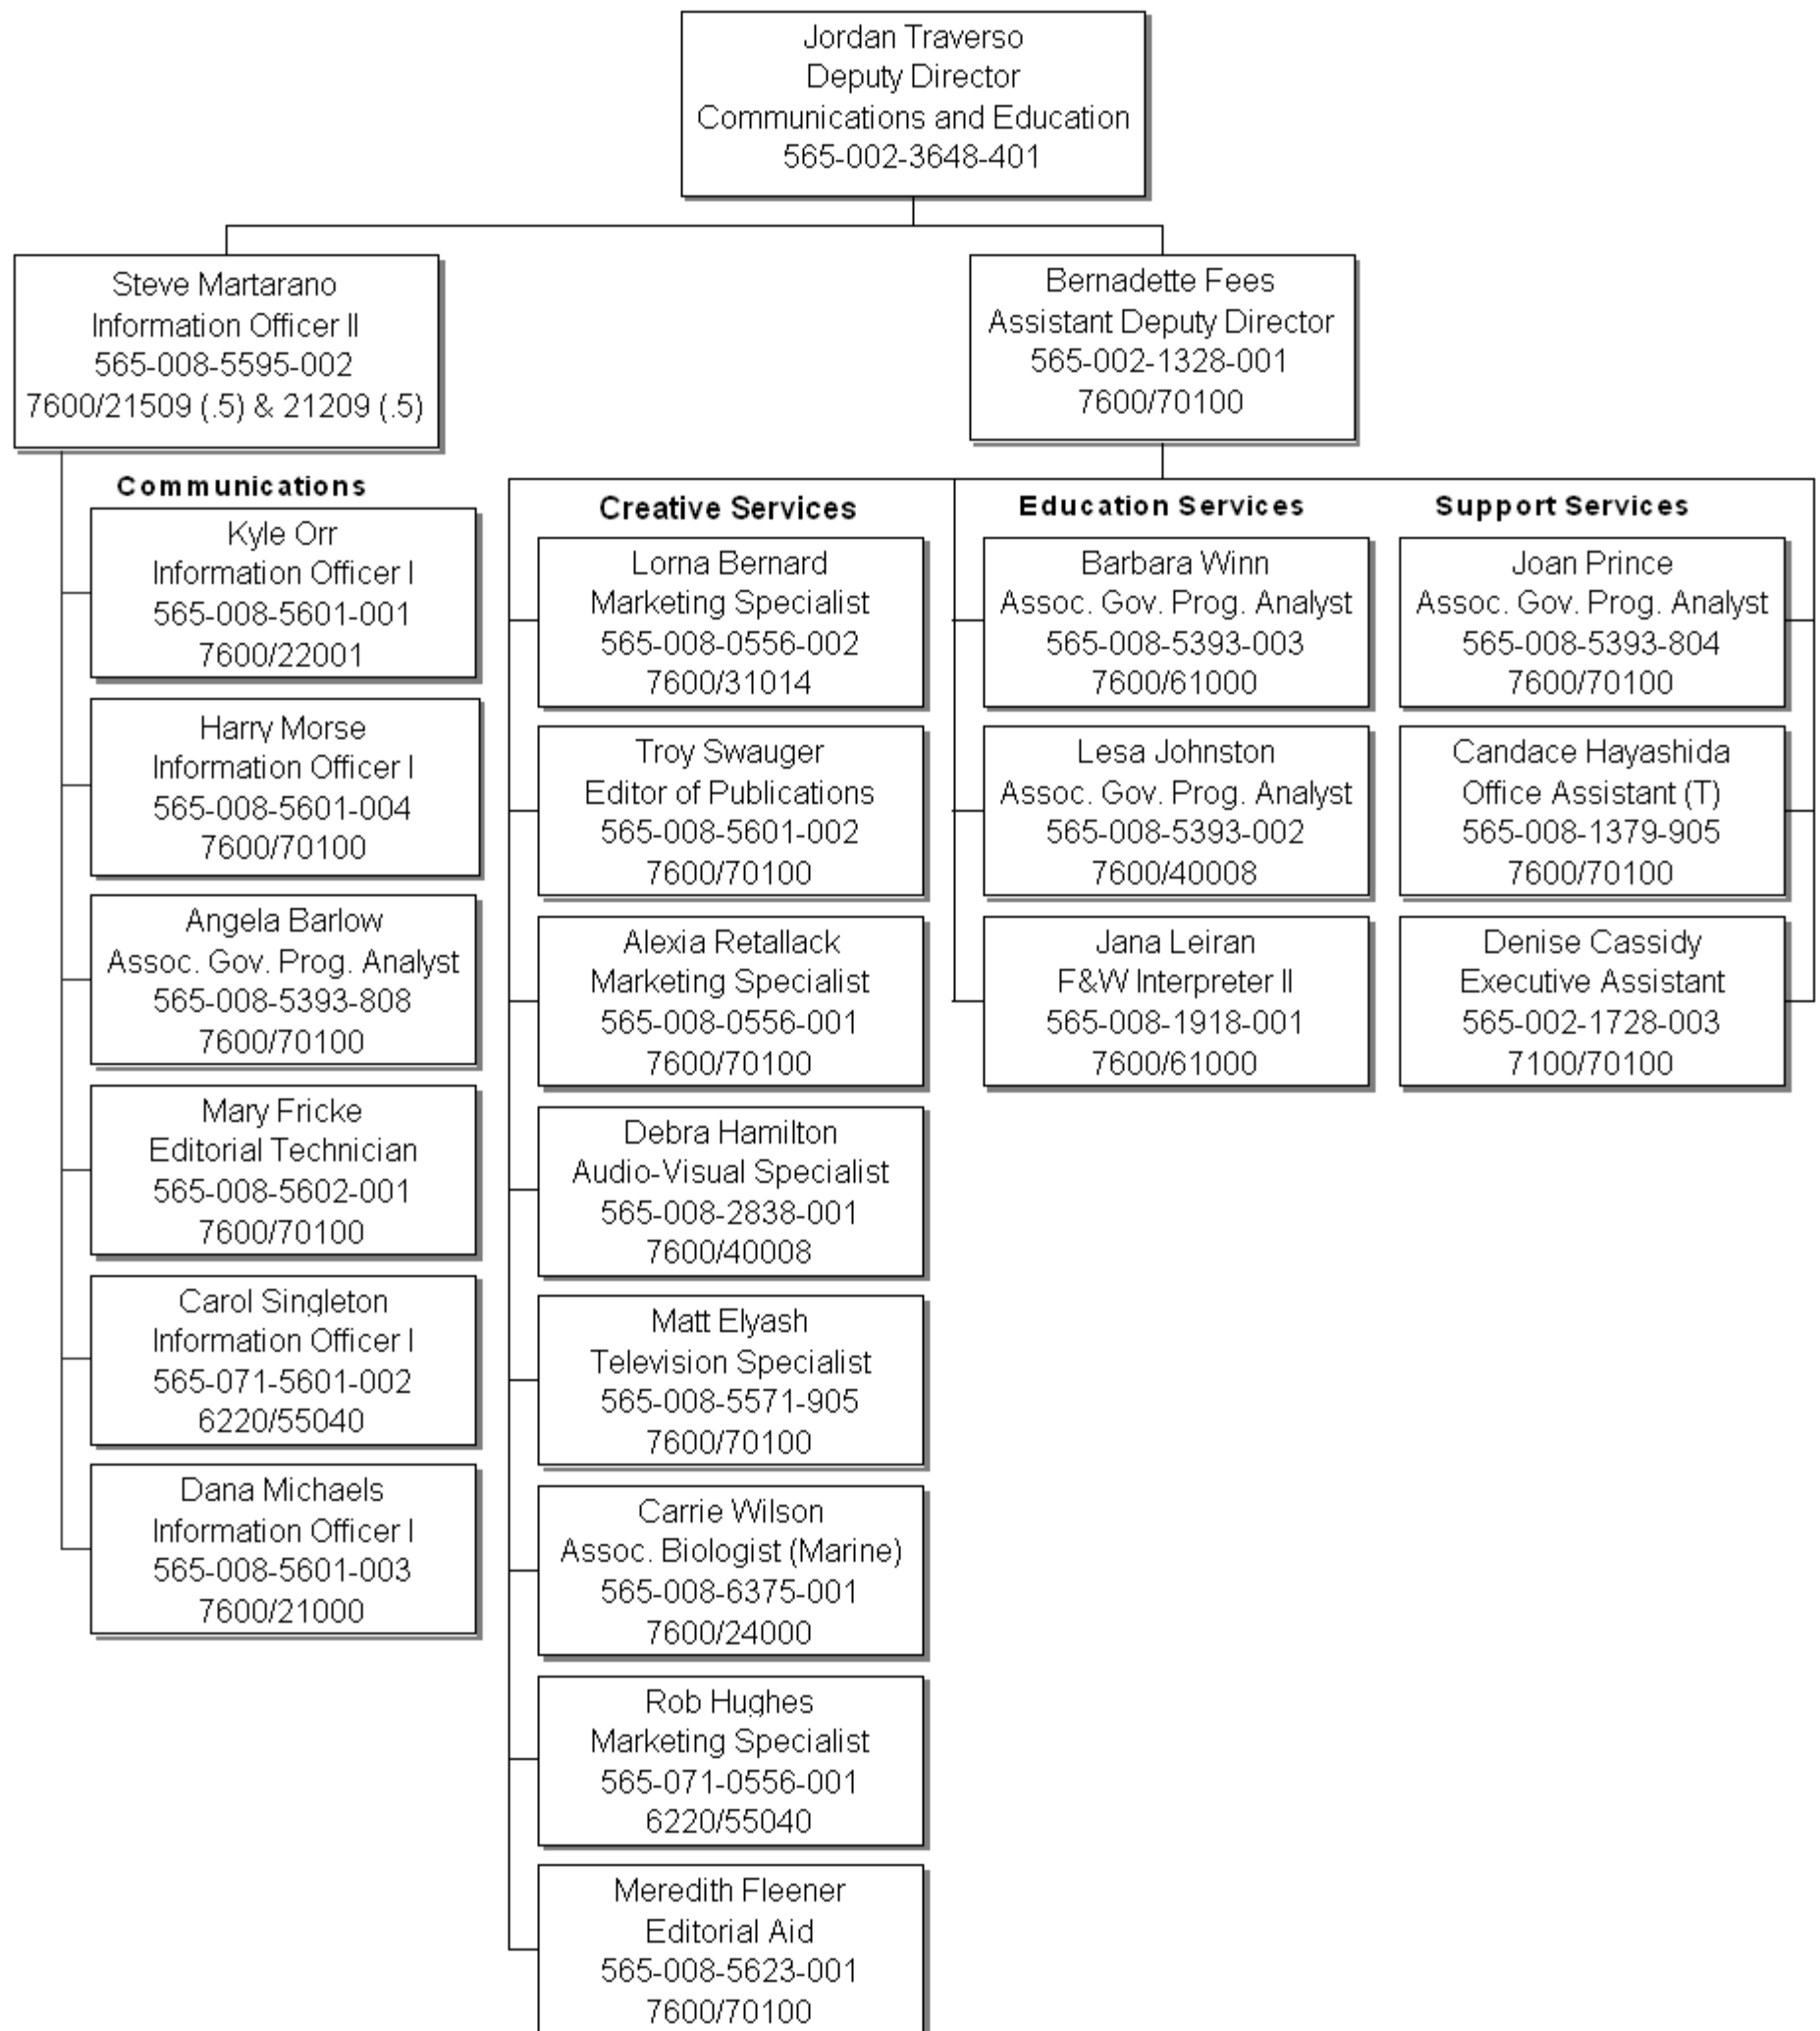 Jordan Traverso
Deputy Director
Communications and Education
565-002-3648-401
Steve Martarano
Information Officer II
565-008-5595-002
7600/21509 (.5) & 21209 (.5)
Bernadette Fees
Assistant Deputy Director
565-002-1328-001
7600/70100
Communications
Kyle Orr
Information Officer I
565-008-5601-001
7600/22001
Harry Morse
Information Officer I
565-008-5601-004
7600/70100
Angela Barlow
Assoc. Gov. Prog. Analyst
565-008-5393-808
7600/70100
Mary Fricke
Editorial Technician
565-008-5602-001
7600/70100
Carol Singleton
Information Officer I
565-071-5601-002
6220/55040
Dana Michaels
Information Officer I
565-008-5601-003
7600/21000
Creative Services
Lorna Bernard
Marketing Specialist
565-008-0556-002
7600/31014
Troy Swauger
Editor of Publications
565-008-5601-002
7600/70100
Alexia Retallack
Marketing Specialist
565-008-0556-001
7600/70100
Debra Hamilton
Audio-Visual Specialist
565-008-2838-001
7600/40008
Matt Elyash
Television Specialist
565-008-5571-905
7600/70100
Carrie Wilson
Assoc. Biologist (Marine)
565-008-6375-001
7600/24000
Rob Hughes
Marketing Specialist
565-071-0556-001
6220/55040
Meredith Fleener
Editorial Aid
565-008-5623-001
7600/70100
Education Services
Barbara Winn
Assoc. Gov. Prog. Analyst
565-008-5393-003
7600/61000
Lesa Johnston
Assoc. Gov. Prog. Analyst
565-008-5393-002
7600/40008
Jana Leiran
F&W Interpreter II
565-008-1918-001
7600/61000
Support Services
Joan Prince
Assoc. Gov. Prog. Analyst
565-008-5393-804
7600/70100
Candace Hayashida
Office Assistant (T)
565-008-1379-905
7600/70100
Denise Cassidy
Executive Assistant
565-002-1728-003
7100/70100